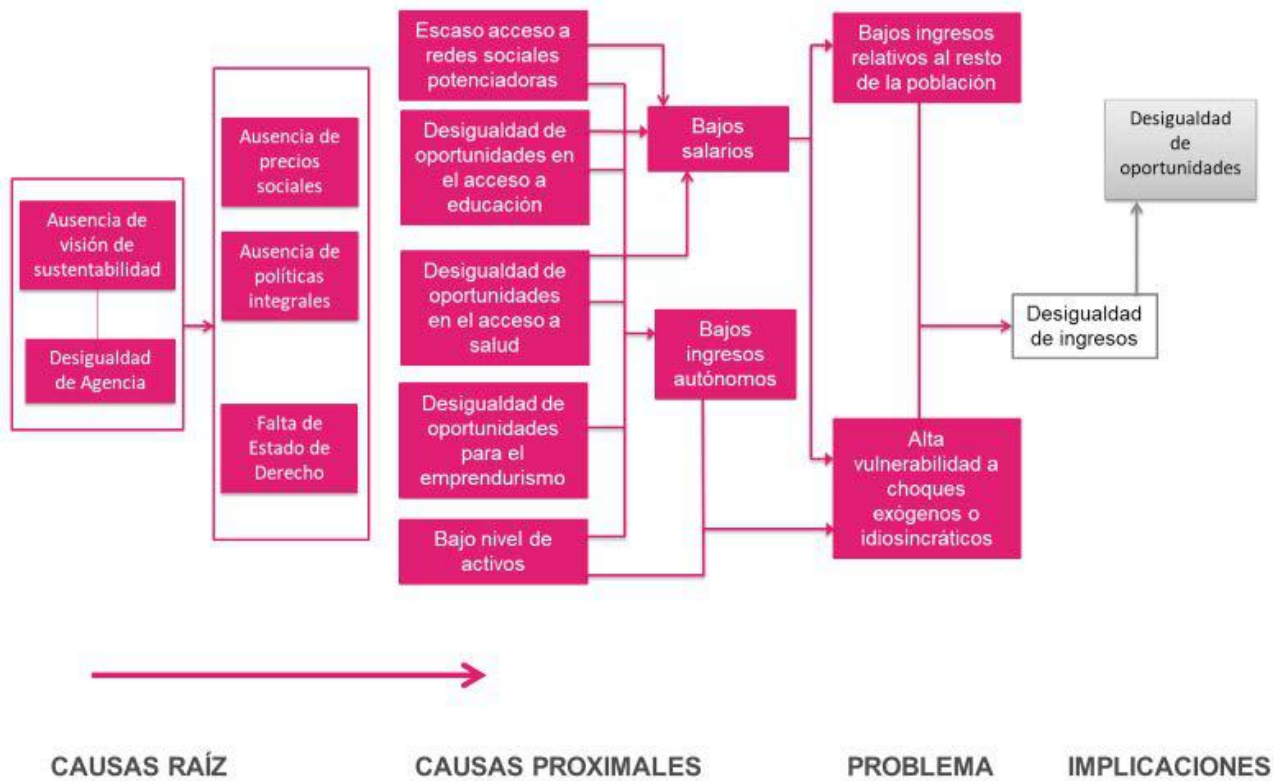 Ausencia de
visión de
sustentabilidad
Desigualdad
de Agencia
Ausencia de
precios
sociales
Ausencia de
políticas
integrales
Falta de
Estado de
Derecho
Escaso acceso a
redes sociales
potenciadoras
Desigualdad de
oportunidades en
el acceso a
educación
Desigualdad de
oportunidades
en el acceso a
salud
Desigualdad de
oportunidades
para el
emprendurismo
Bajo nivel de
activos
Bajos
salarios
Bajos
ingresos
autónomos
Bajos ingresos
relativos al resto
de la población
Alta
vulnerabilidad a
choques
exógenos o
idiosincráticos
Desigualdad
de
oportunidades
Desigualdad
de ingresos
CAUSAS RAÍZ
CAUSAS PROXIMALES
PROBLEMA
IMPLICACIONES